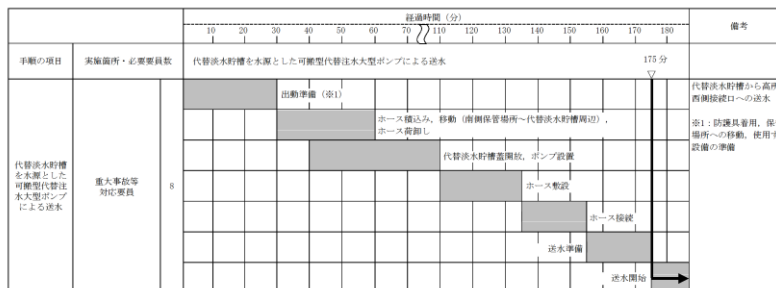 経過時間（分）
備考
10 20 30 40 50 60 70 110 120 130 140 150 160 170 180
手順の項目
実施箇所・必要要員数
代替淡水貯槽を水源とした可搬型代替注水大型ポンプによる送水
175 分
代替淡水貯槽
を水源とした
可搬型代替注
水大型ポンプ
による送水
重大事故等
対応要員
8
出動準備（※1）
ホース積込み，移動（南側保管場所～代替淡水貯槽周辺），
ホース荷卸し
代替淡水貯槽蓋開放，ポンプ設置
ホース敷設
ホース接続
送水準備
送水開始
代替淡水貯槽から高所
西側接続口への送水
※1：防護具着用，保
場所への移動，使用す
設備の準備